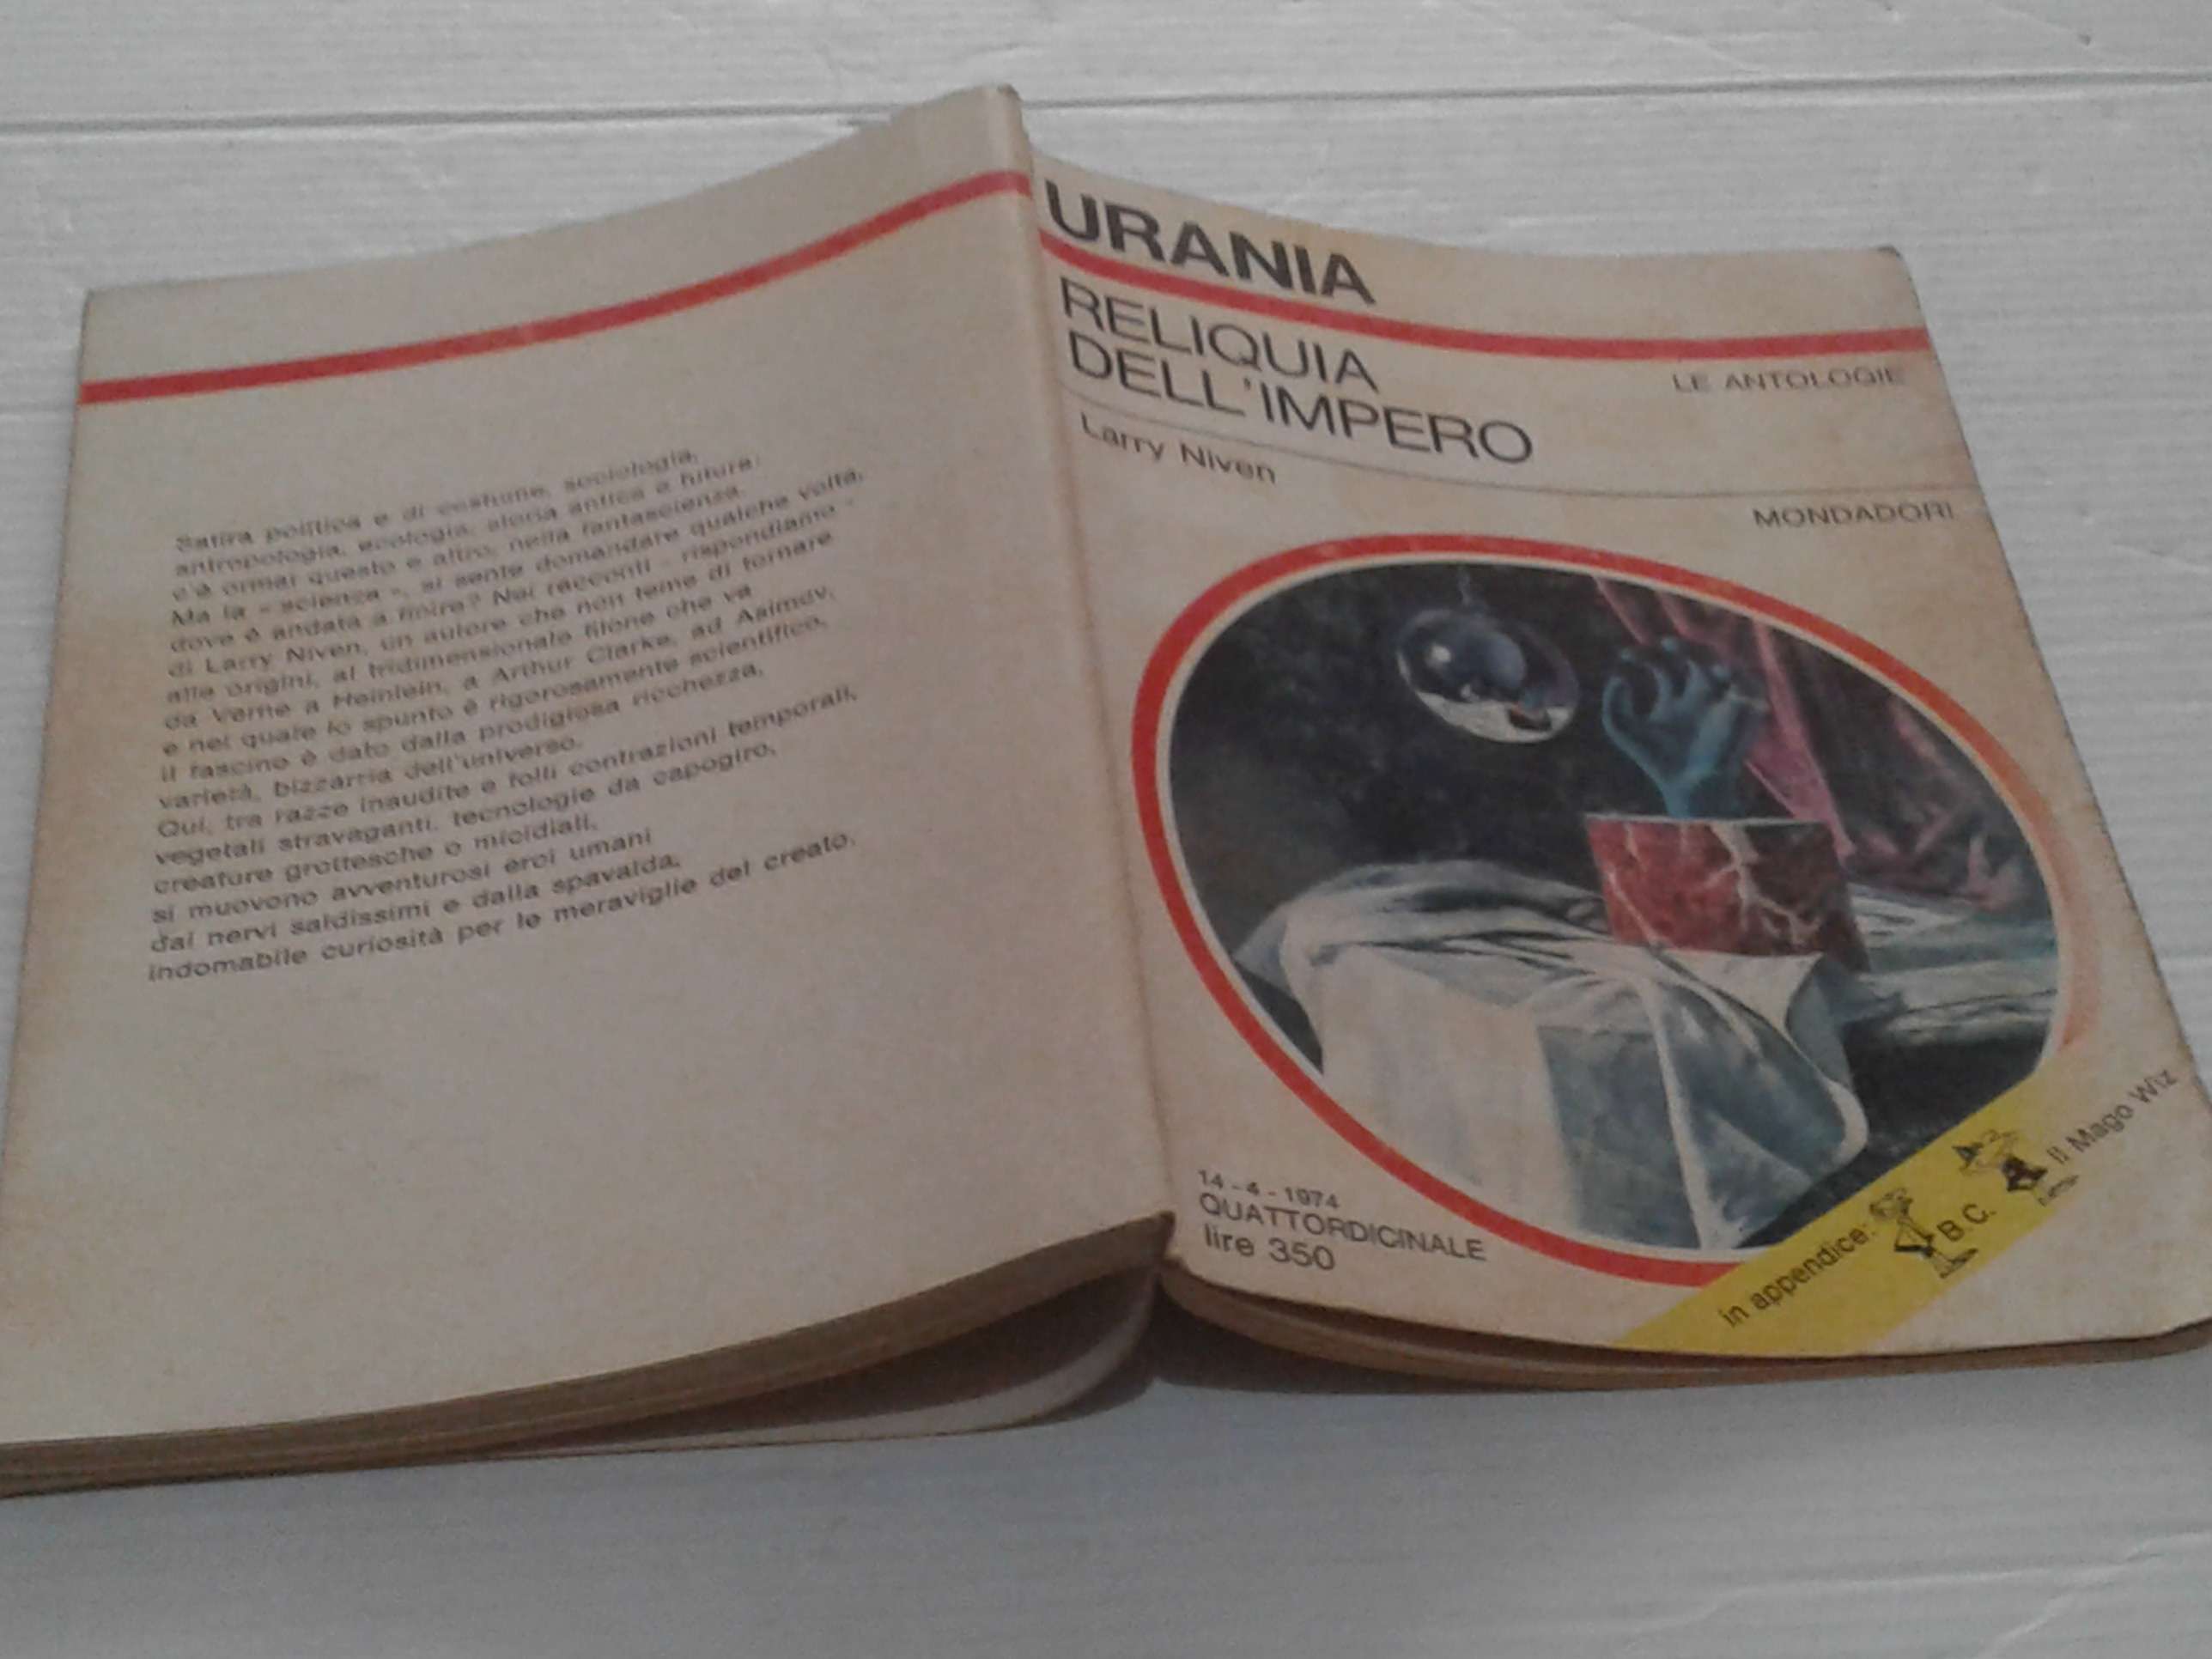 Satira politica e di costume, sociologia,
antropologia, ecologia, storia antica e futura:
c'è ormai questo e altro, nella fantascienza.
Ma la « scienza », si sente domandare qualche volta,
dove è andata a finire? Nei racconti - rispondiamo -
di Larry Niven, un autore che non teme di tornare
alle origini, al tridimensionale filone che va
da Verne a Heinlein, a Arthur Clarke, ad Asimov,
e nel quale lo spunto è rigorosamente scientifico,
il fascino è dato dalla prodigiosa ricchezza,
varietà, bizzarria dell'universo.
Qui, tra razze inaudite e folli contrazioni temporali,
vegetali stravaganti, tecnologie da capogiro,
creature grottesche o micidiali,
si muovono avventurosi eroi umani
dai nervi saldissimi e dalla spavalda,
indomabile curiosità per le meraviglie del creato.
URANIA
RELIQUIA
DELL'IMPERO
LE ANTOLOGIE
Larry Niven
MONDADORI
14-4-1974
QUATTORDICINALE
lire 350
in appendice: B.C. Il Mago Wiz